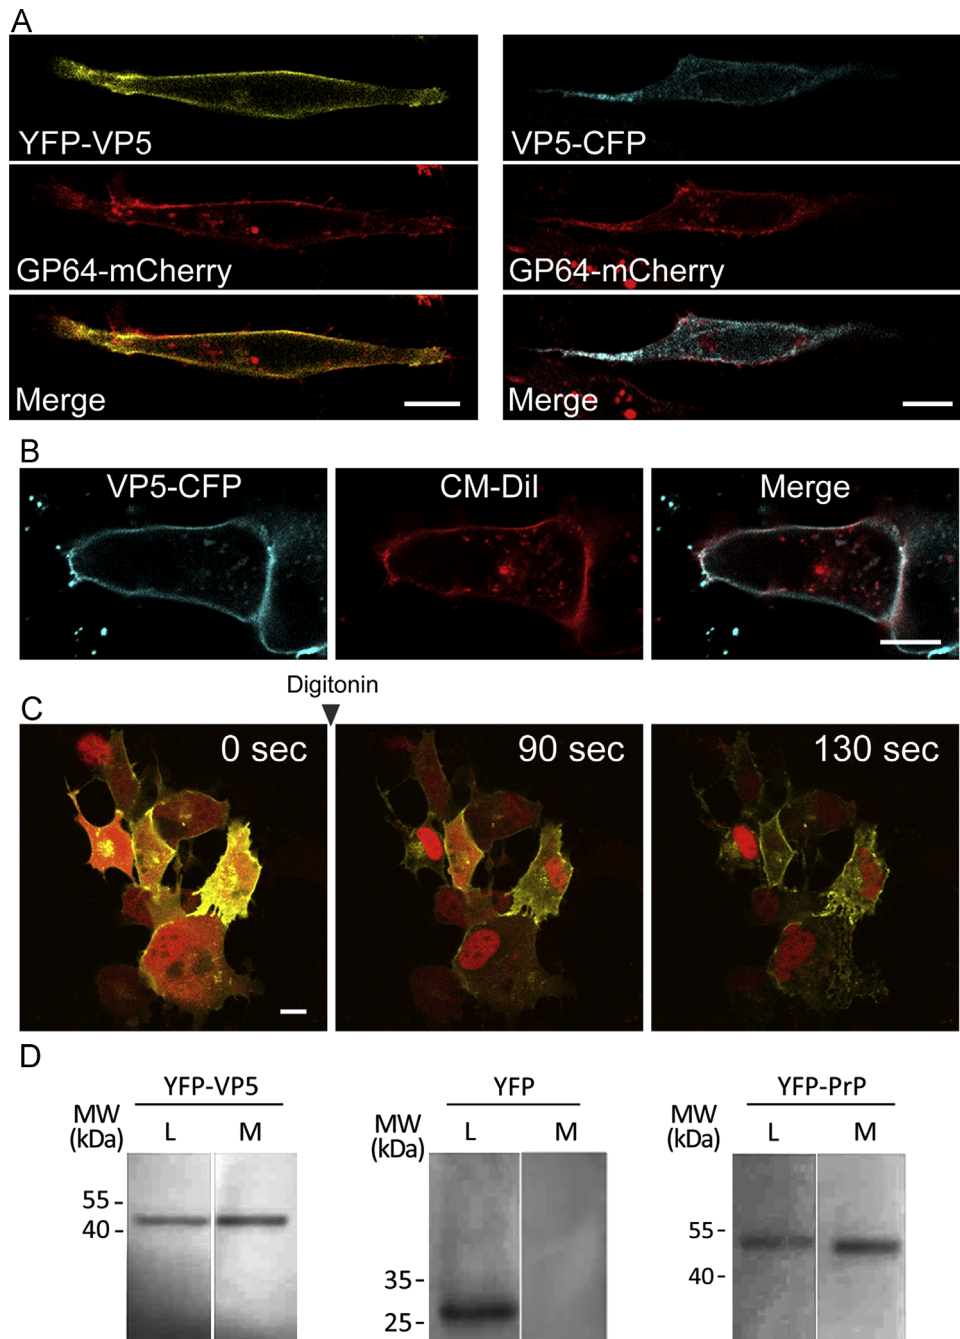 A
YFP-VP5
GP64-mCherry
Merge
VP5-CFP
GP64-mCherry
Merge
B
VP5-CFP
CM-DiI
Merge
Digitonin
C
0 sec
90 sec
130 sec
D
YFP-VP5
MW
(kDa)
L
M
55
40
YFP
MW
(kDa)
L
M
35
25
YFP-PrP
MW
(kDa)
L
M
55
40